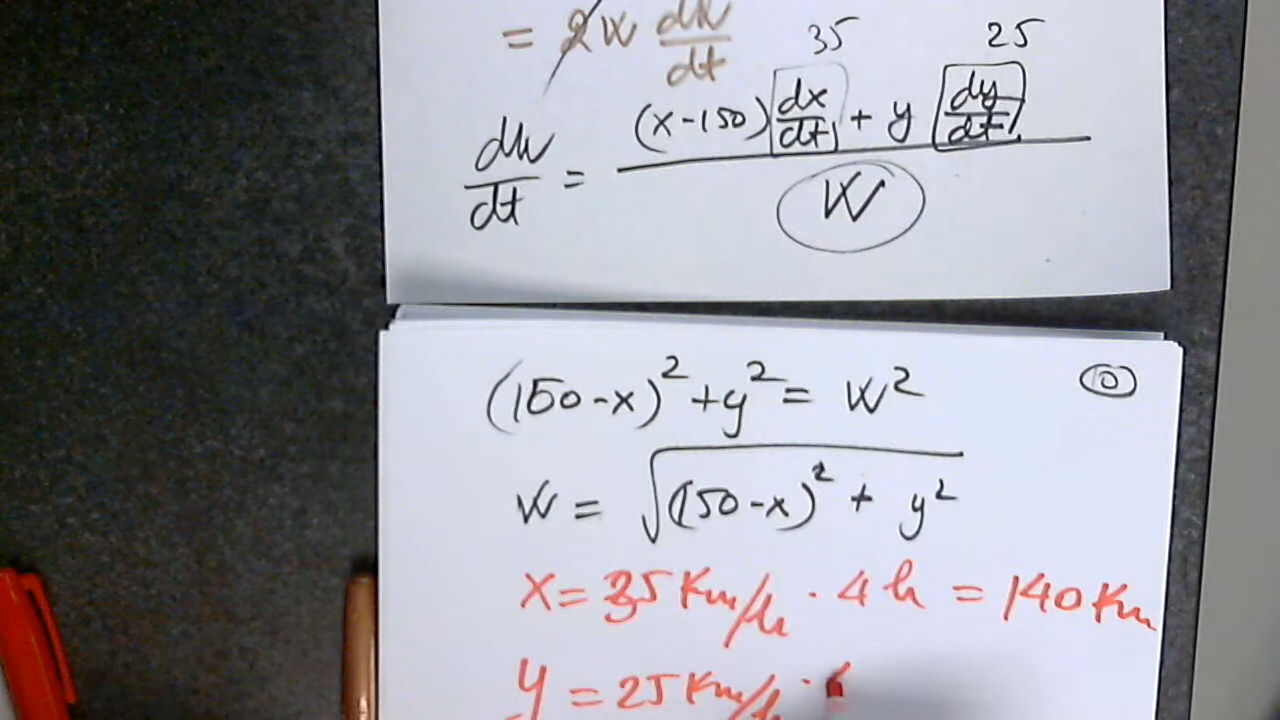 = 2w dw/dt
35 25
dw/dt = ((x-150) dx/dt + y dy/dt) / W
(150-x)² + y² = W²
10
W = √((150-x)² + y²)
x = 35 Km/h · 4 h = 140 Km
y = 25 Km/h ·